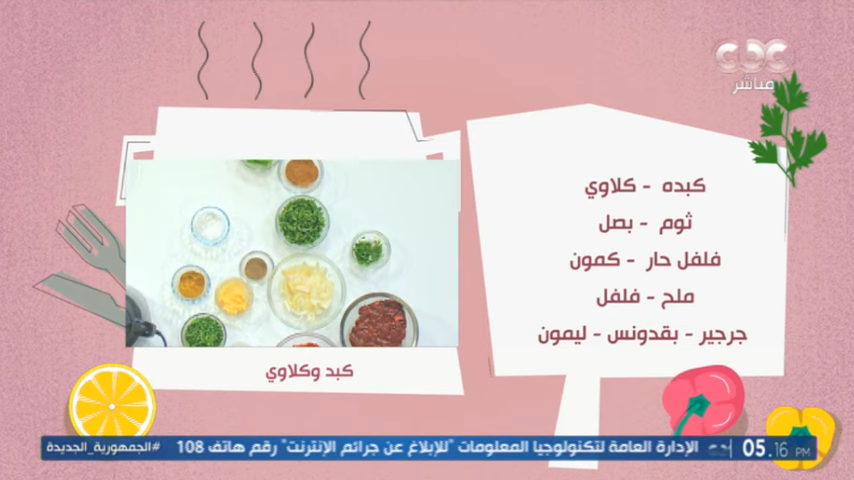 CBC
مباشر
كبده - كلاوي
ثوم - بصل
فلفل حار - كمون
ملح - فلفل
جرجير - بقدونس - ليمون
كبد وكلاوي
05.16 PM
الإدارة العامة لتكنولوجيا المعلومات "للإبلاغ عن جرائم الإنترنت" رقم هاتف 108
#الجمهورية_الجديدة